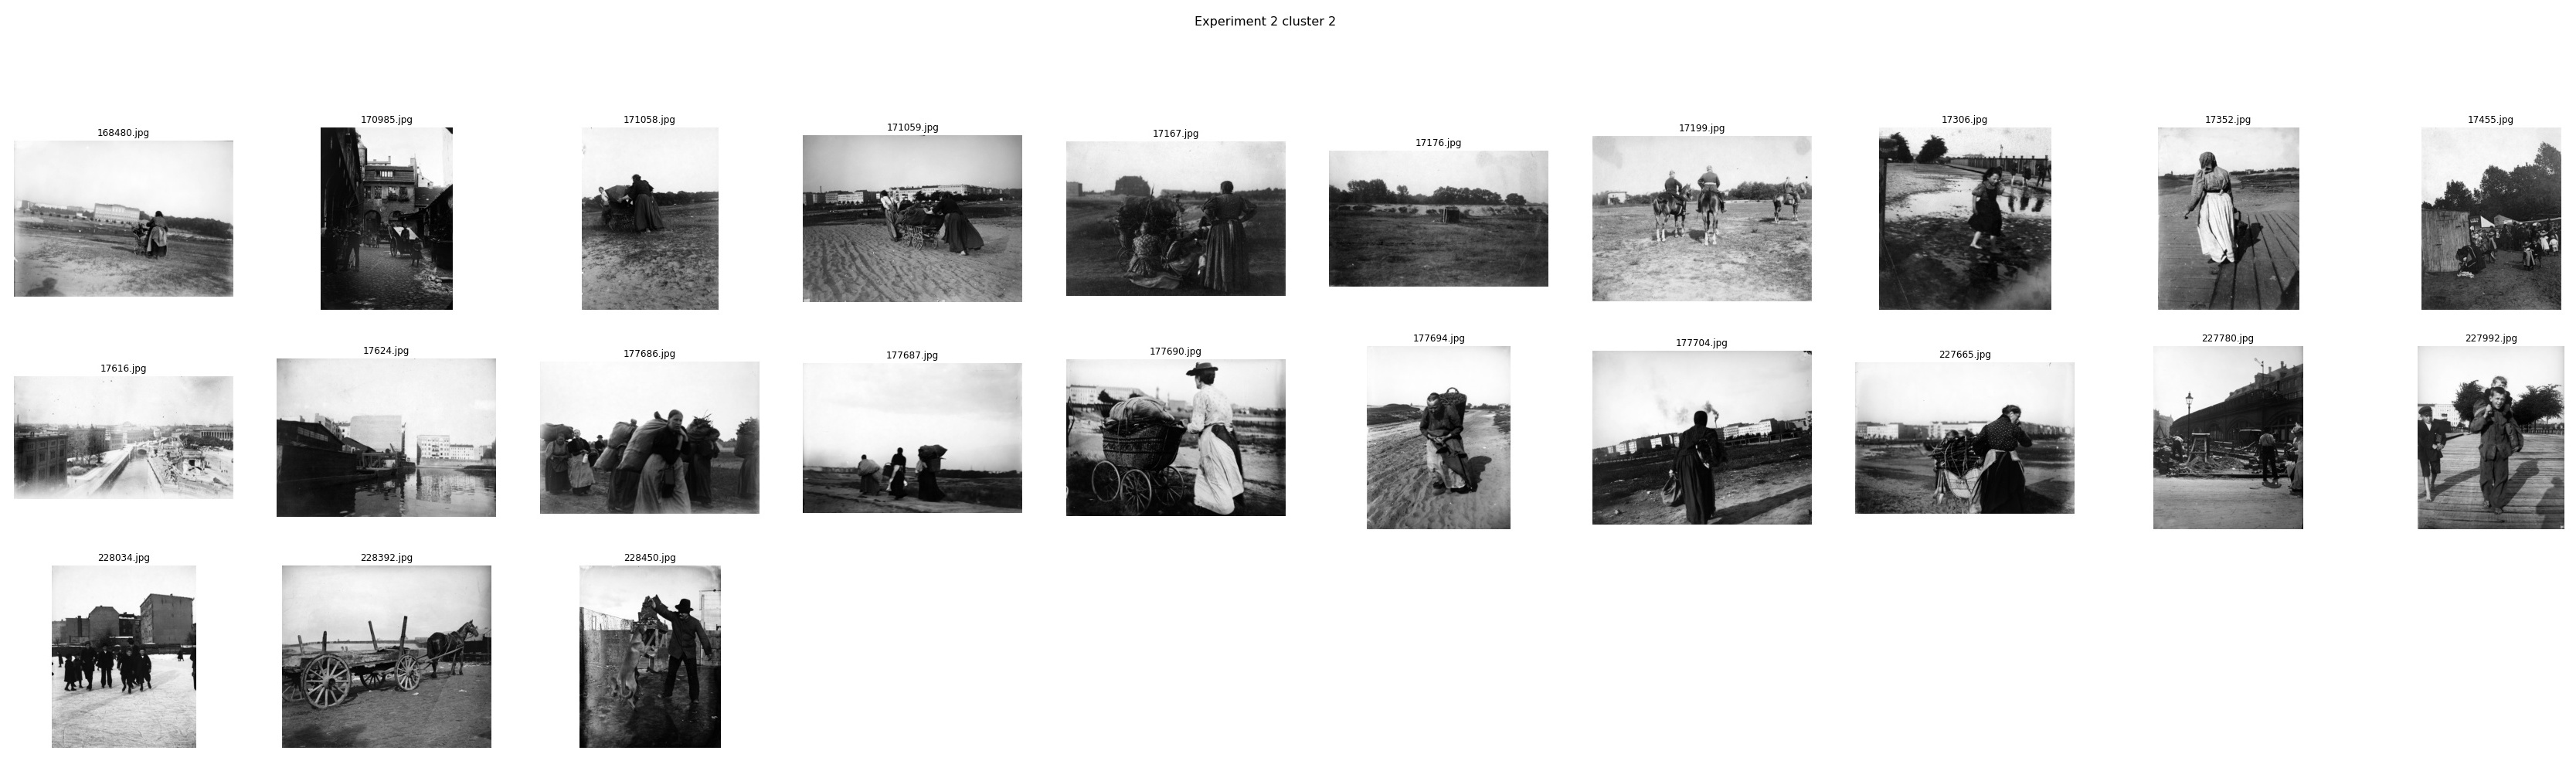 Experiment 2 cluster 2
168480.jpg
170985.jpg
171058.jpg
171059.jpg
17167.jpg
17176.jpg
17199.jpg
17306.jpg
17352.jpg
17455.jpg
17616.jpg
17624.jpg
177686.jpg
177687.jpg
177690.jpg
177694.jpg
177704.jpg
227665.jpg
227780.jpg
227992.jpg
228034.jpg
228392.jpg
228450.jpg